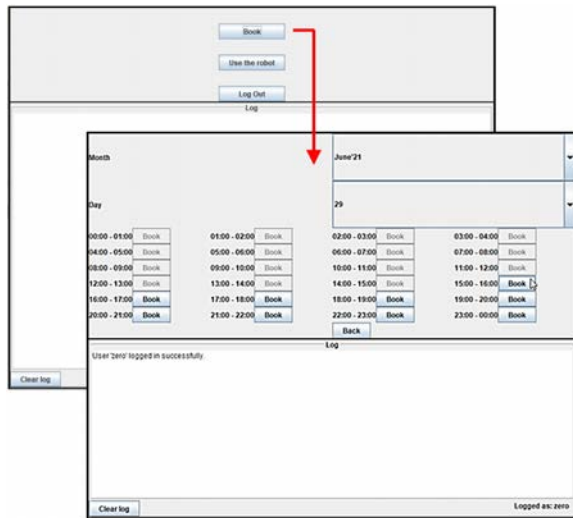 Book
Use the robot
Log Out
Log
Month June'21
Day 29
00:00 - 01:00 Book 01:00 - 02:00 Book 02:00 - 03:00 Book 03:00 - 04:00 Book
04:00 - 05:00 Book 05:00 - 06:00 Book 06:00 - 07:00 Book 07:00 - 08:00 Book
08:00 - 09:00 Book 09:00 - 10:00 Book 10:00 - 11:00 Book 11:00 - 12:00 Book
12:00 - 13:00 Book 13:00 - 14:00 Book 14:00 - 15:00 Book 15:00 - 16:00 Book
16:00 - 17:00 Book 17:00 - 18:00 Book 18:00 - 19:00 Book 19:00 - 20:00 Book
20:00 - 21:00 Book 21:00 - 22:00 Book 22:00 - 23:00 Book 23:00 - 00:00 Book
Back
Log
User 'zero' logged in successfully.
Clear log
Clear log Logged as: zero